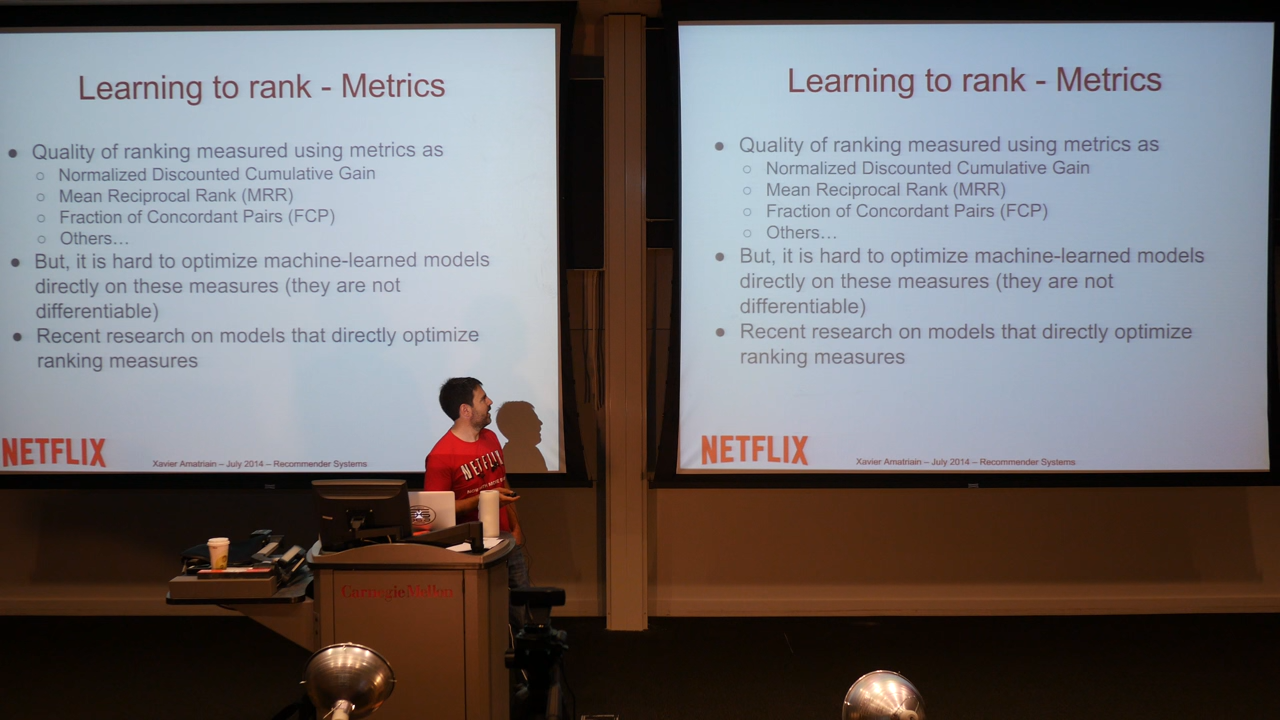 Learning to rank - Metrics
● Quality of ranking measured using metrics as
○ Normalized Discounted Cumulative Gain
○ Mean Reciprocal Rank (MRR)
○ Fraction of Concordant Pairs (FCP)
○ Others…
● But, it is hard to optimize machine-learned models
directly on these measures (they are not
differentiable)
● Recent research on models that directly optimize
ranking measures
NETFLIX
Xavier Amatriain – July 2014 – Recommender Systems
Learning to rank - Metrics
● Quality of ranking measured using metrics as
○ Normalized Discounted Cumulative Gain
○ Mean Reciprocal Rank (MRR)
○ Fraction of Concordant Pairs (FCP)
○ Others…
● But, it is hard to optimize machine-learned models
directly on these measures (they are not
differentiable)
● Recent research on models that directly optimize
ranking measures
NETFLIX
Xavier Amatriain – July 2014 – Recommender Systems
NETFLIX
Carnegie Mellon